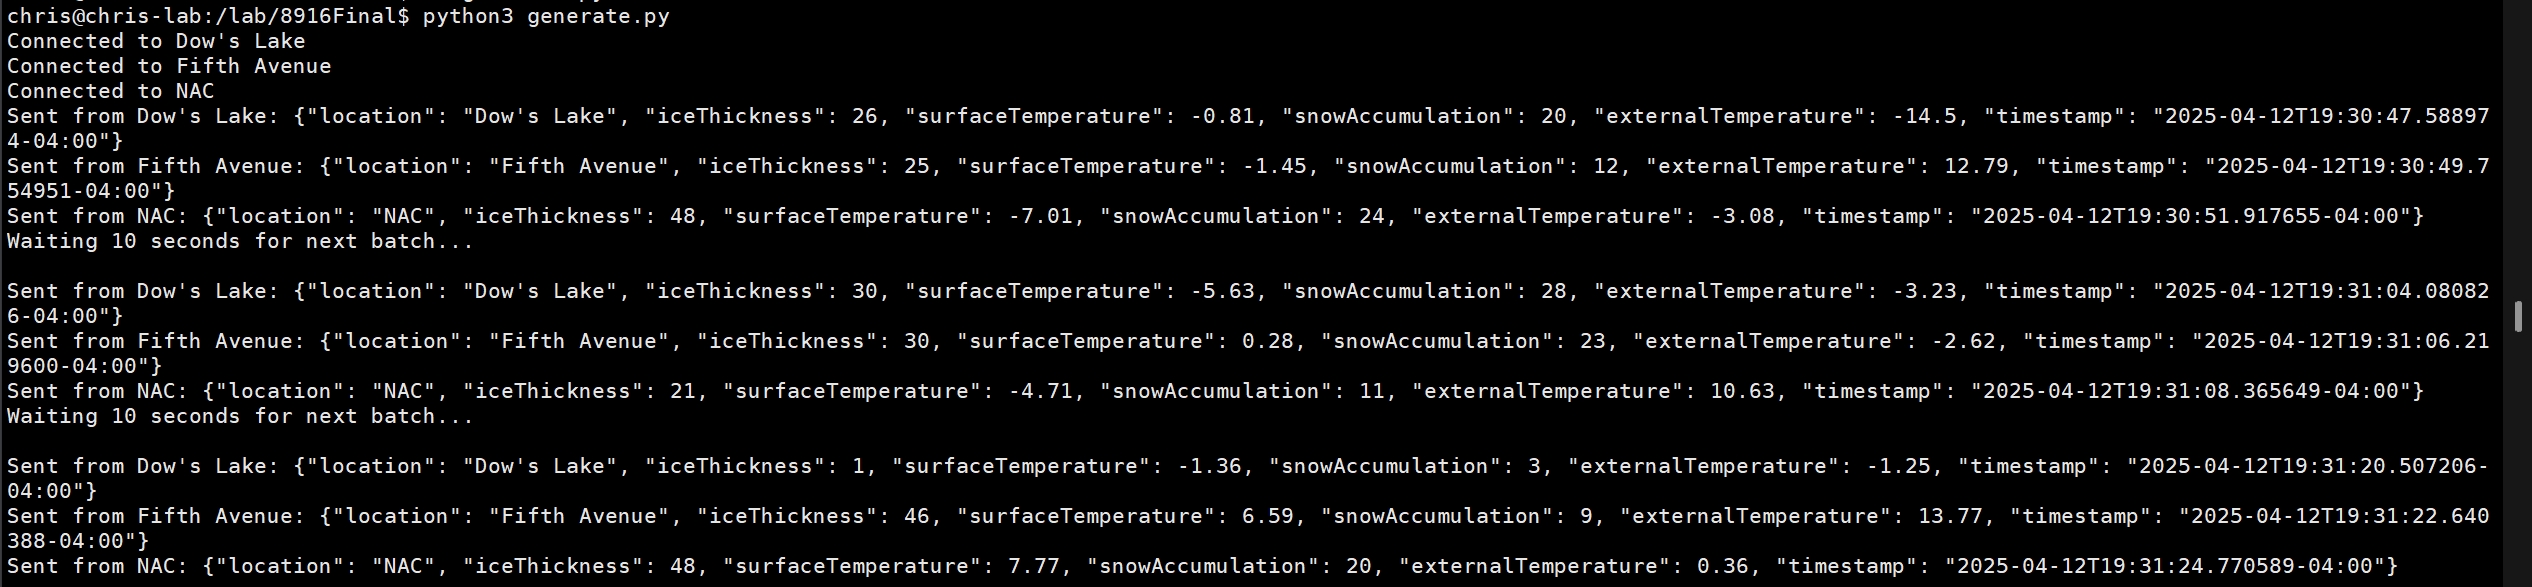 chris@chris-lab:/lab/8916Final$ python3 generate.py
Connected to Dow's Lake
Connected to Fifth Avenue
Connected to NAC
Sent from Dow's Lake: {"location": "Dow's Lake", "iceThickness": 26, "surfaceTemperature": -0.81, "snowAccumulation": 20, "externalTemperature": -14.5, "timestamp": "2025-04-12T19:30:47.58897
4-04:00"}
Sent from Fifth Avenue: {"location": "Fifth Avenue", "iceThickness": 25, "surfaceTemperature": -1.45, "snowAccumulation": 12, "externalTemperature": 12.79, "timestamp": "2025-04-12T19:30:49.7
54951-04:00"}
Sent from NAC: {"location": "NAC", "iceThickness": 48, "surfaceTemperature": -7.01, "snowAccumulation": 24, "externalTemperature": -3.08, "timestamp": "2025-04-12T19:30:51.917655-04:00"}
Waiting 10 seconds for next batch...

Sent from Dow's Lake: {"location": "Dow's Lake", "iceThickness": 30, "surfaceTemperature": -5.63, "snowAccumulation": 28, "externalTemperature": -3.23, "timestamp": "2025-04-12T19:31:04.08082
6-04:00"}
Sent from Fifth Avenue: {"location": "Fifth Avenue", "iceThickness": 30, "surfaceTemperature": 0.28, "snowAccumulation": 23, "externalTemperature": -2.62, "timestamp": "2025-04-12T19:31:06.21
9600-04:00"}
Sent from NAC: {"location": "NAC", "iceThickness": 21, "surfaceTemperature": -4.71, "snowAccumulation": 11, "externalTemperature": 10.63, "timestamp": "2025-04-12T19:31:08.365649-04:00"}
Waiting 10 seconds for next batch...

Sent from Dow's Lake: {"location": "Dow's Lake", "iceThickness": 1, "surfaceTemperature": -1.36, "snowAccumulation": 3, "externalTemperature": -1.25, "timestamp": "2025-04-12T19:31:20.507206-
04:00"}
Sent from Fifth Avenue: {"location": "Fifth Avenue", "iceThickness": 46, "surfaceTemperature": 6.59, "snowAccumulation": 9, "externalTemperature": 13.77, "timestamp": "2025-04-12T19:31:22.640
388-04:00"}
Sent from NAC: {"location": "NAC", "iceThickness": 48, "surfaceTemperature": 7.77, "snowAccumulation": 20, "externalTemperature": 0.36, "timestamp": "2025-04-12T19:31:24.770589-04:00"}